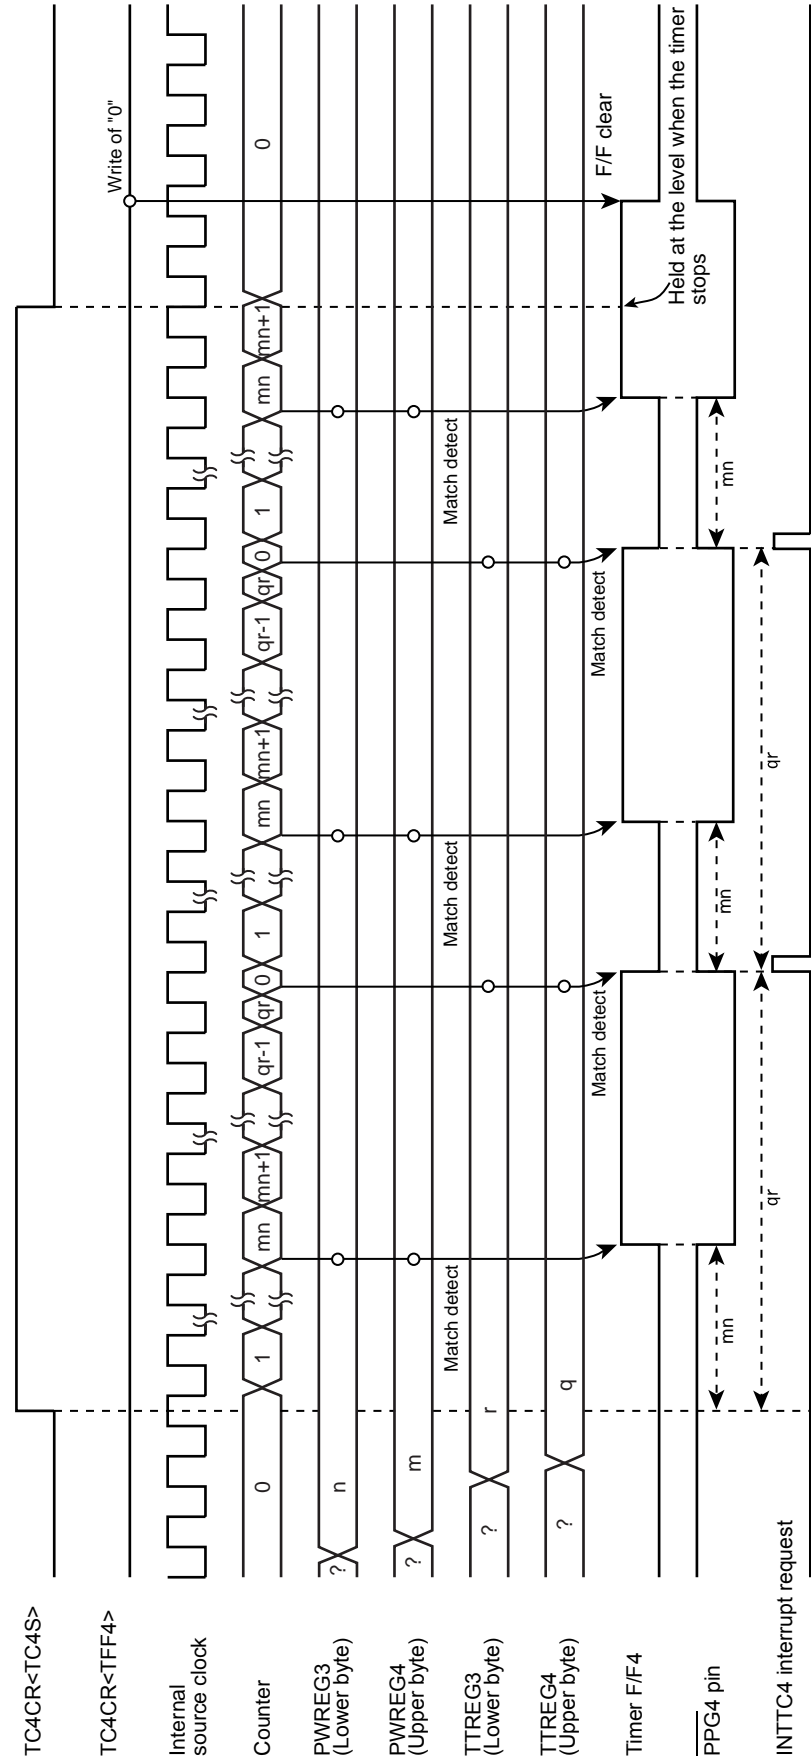 TC4CR<TC4S>
TC4CR<TFF4>
Write of "0"
Internal
source clock
Counter
0
1
mn
mn+1
qr-1
qr
0
1
mn
mn+1
qr-1
qr
0
1
mn
mn+1
0
PWREG3
(Lower byte)
?
n
PWREG4
(Upper byte)
?
m
Match detect
Match detect
Match detect
TTREG3
(Lower byte)
?
r
TTREG4
(Upper byte)
?
q
Match detect
Match detect
F/F clear
Timer F/F4
Held at the level when the timer
stops
PPG4 pin
mn
mn
mn
qr
qr
INTTC4 interrupt request